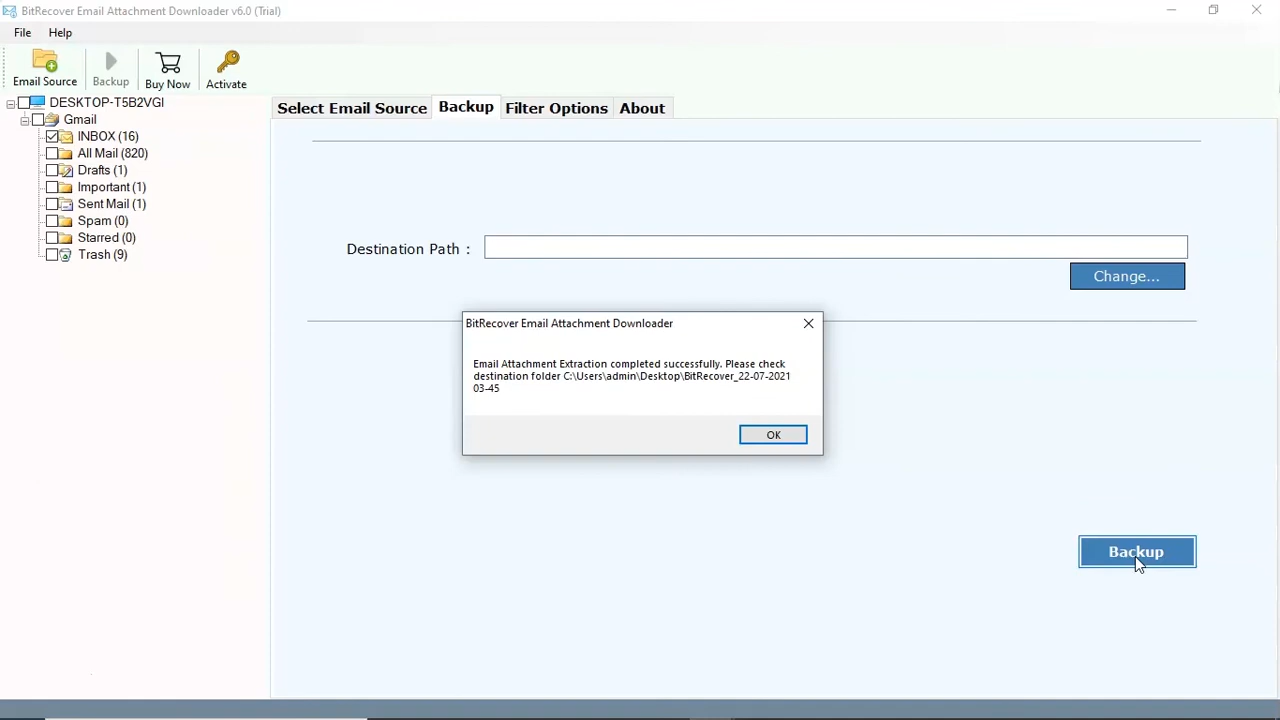 BitRecover Email Attachment Downloader v6.0 (Trial)
File Help
Email Source Backup Buy Now Activate
DESKTOP-T5B2VGI
Gmail
INBOX (16)
All Mail (820)
Drafts (1)
Important (1)
Sent Mail (1)
Spam (0)
Starred (0)
Trash (9)
Select Email Source Backup Filter Options About
Destination Path :
Change...
BitRecover Email Attachment Downloader
Email Attachment Extraction completed successfully. Please check
destination folder C:\Users\admin\Desktop\BitRecover_22-07-2021
03-45
OK
Backup